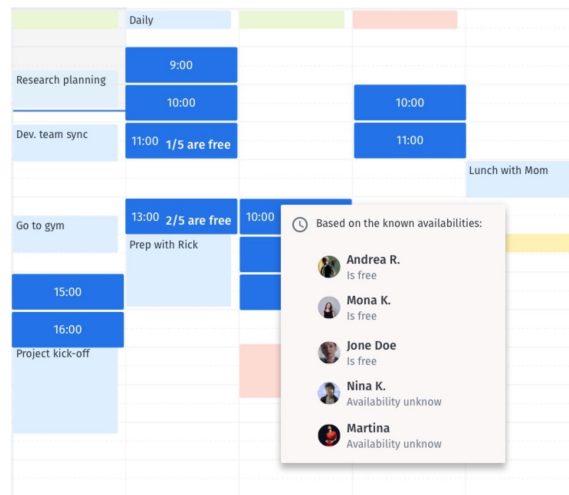 Daily
9:00
Research planning
10:00
10:00
Dev. team sync
11:00 1/5 are free
11:00
Lunch with Mom
13:00 2/5 are free
10:00
Go to gym
Prep with Rick
15:00
16:00
Project kick-off
Based on the known availabilities:
Andrea R.
Is free
Mona K.
Is free
Jone Doe
Is free
Nina K.
Availability unknow
Martina
Availability unknow